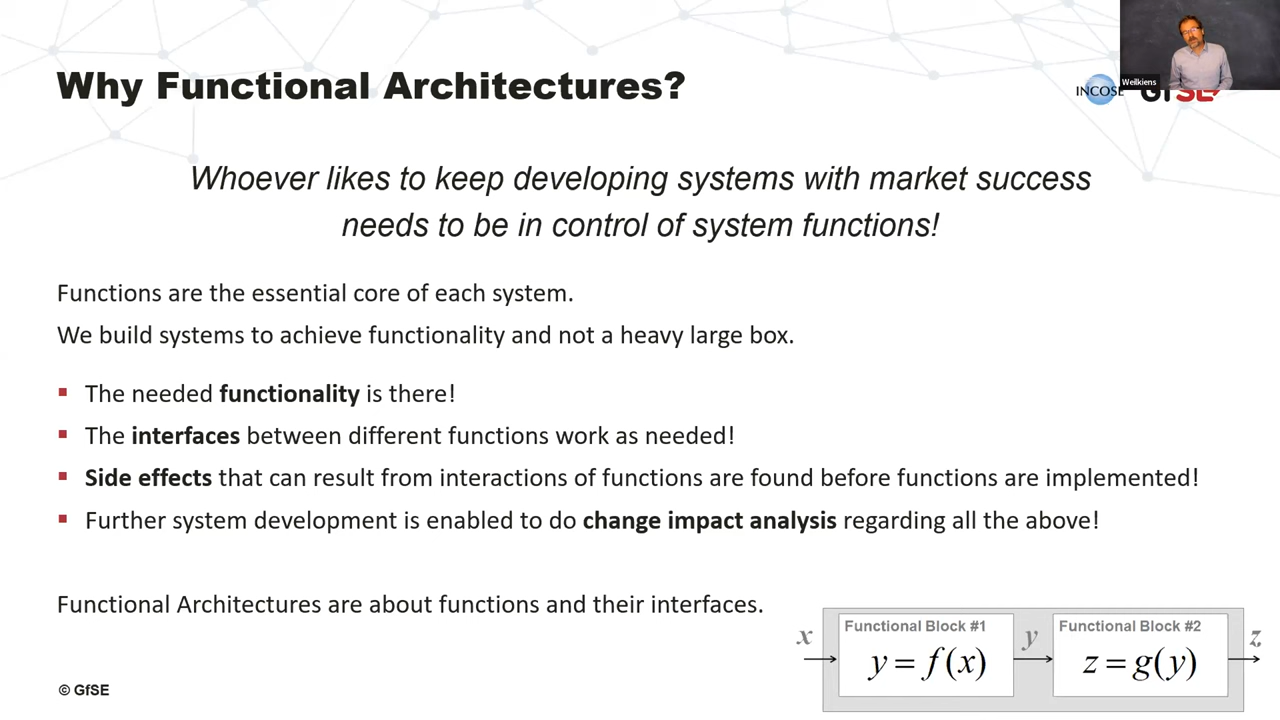 Weilkiens
Why Functional Architectures?
INCOSE
GfSE
Whoever likes to keep developing systems with market success
needs to be in control of system functions!
Functions are the essential core of each system.
We build systems to achieve functionality and not a heavy large box.
▪ The needed functionality is there!
▪ The interfaces between different functions work as needed!
▪ Side effects that can result from interactions of functions are found before functions are implemented!
▪ Further system development is enabled to do change impact analysis regarding all the above!
Functional Architectures are about functions and their interfaces.
x
Functional Block #1
y = f(x)
y
Functional Block #2
z = g(y)
z
© GfSE